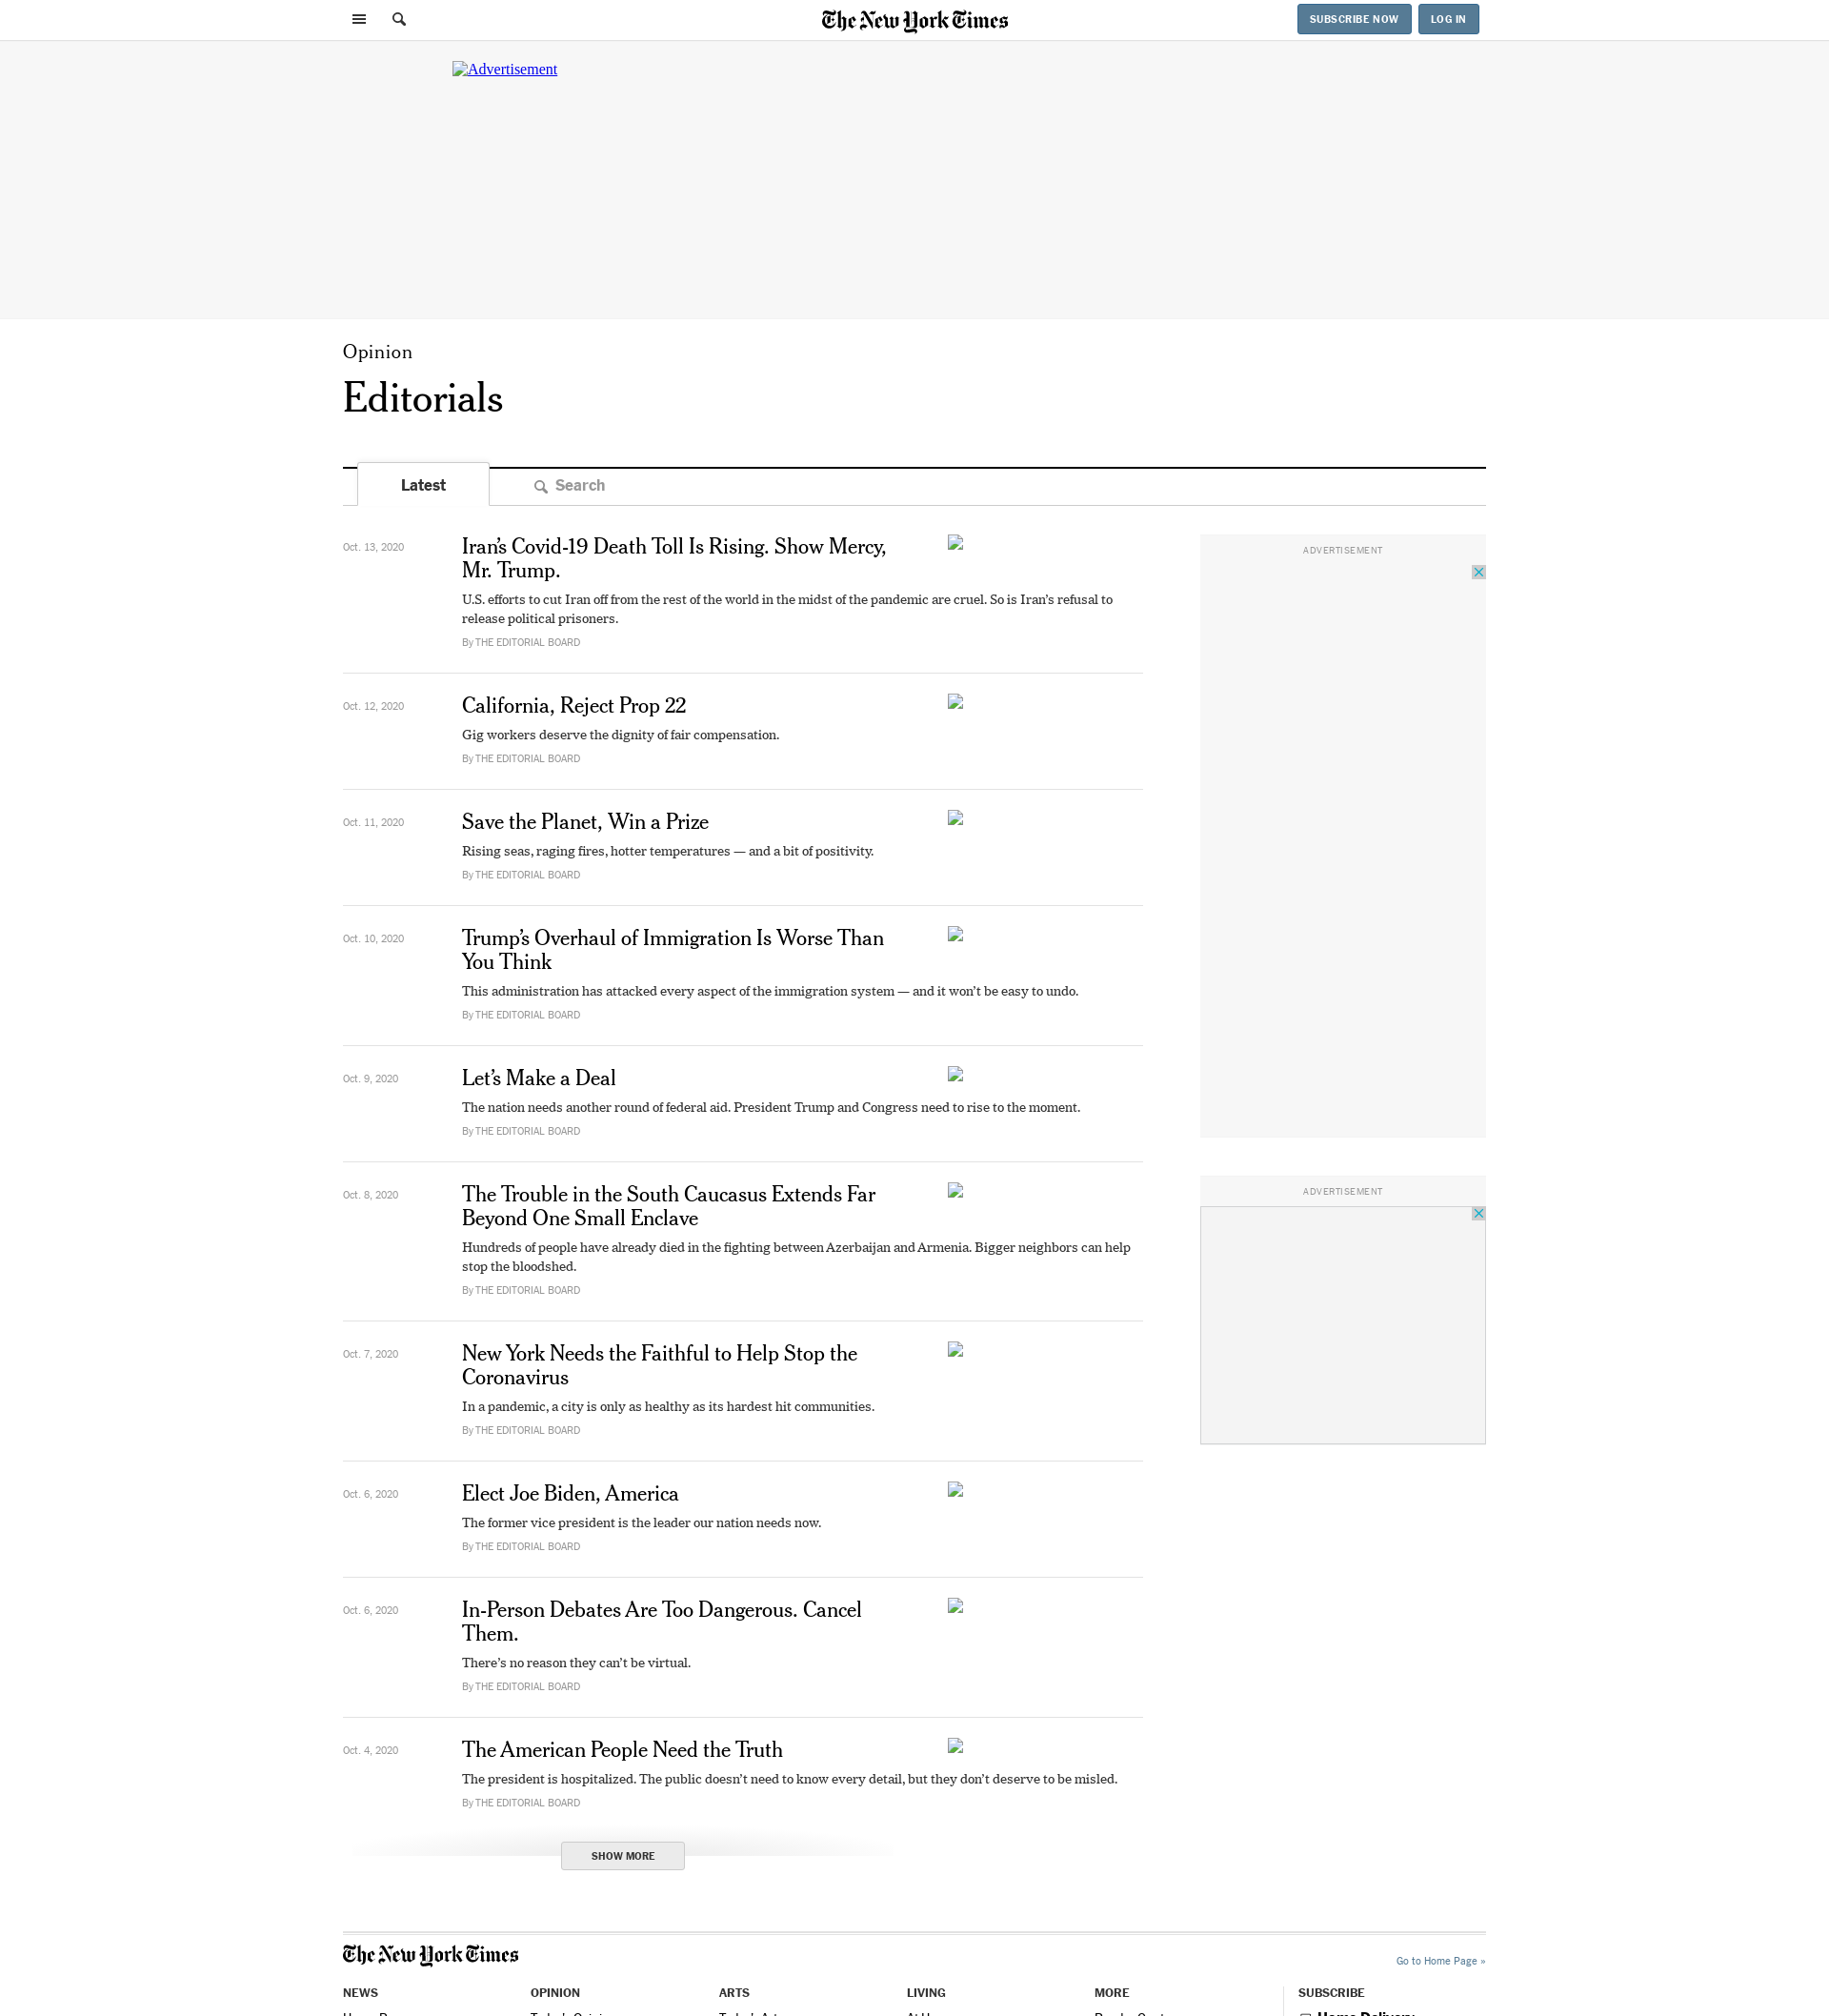 The New York Times
SUBSCRIBE NOW
LOG IN
Advertisement
Opinion
Editorials
Latest
Search
Oct. 13, 2020
Iran’s Covid-19 Death Toll Is Rising. Show Mercy,
Mr. Trump.
U.S. efforts to cut Iran off from the rest of the world in the midst of the pandemic are cruel. So is Iran’s refusal to
release political prisoners.
By THE EDITORIAL BOARD
ADVERTISEMENT
Oct. 12, 2020
California, Reject Prop 22
Gig workers deserve the dignity of fair compensation.
By THE EDITORIAL BOARD
Oct. 11, 2020
Save the Planet, Win a Prize
Rising seas, raging fires, hotter temperatures — and a bit of positivity.
By THE EDITORIAL BOARD
Oct. 10, 2020
Trump’s Overhaul of Immigration Is Worse Than
You Think
This administration has attacked every aspect of the immigration system — and it won’t be easy to undo.
By THE EDITORIAL BOARD
Oct. 9, 2020
Let’s Make a Deal
The nation needs another round of federal aid. President Trump and Congress need to rise to the moment.
By THE EDITORIAL BOARD
Oct. 8, 2020
The Trouble in the South Caucasus Extends Far
Beyond One Small Enclave
Hundreds of people have already died in the fighting between Azerbaijan and Armenia. Bigger neighbors can help
stop the bloodshed.
By THE EDITORIAL BOARD
ADVERTISEMENT
Oct. 7, 2020
New York Needs the Faithful to Help Stop the
Coronavirus
In a pandemic, a city is only as healthy as its hardest hit communities.
By THE EDITORIAL BOARD
Oct. 6, 2020
Elect Joe Biden, America
The former vice president is the leader our nation needs now.
By THE EDITORIAL BOARD
Oct. 6, 2020
In-Person Debates Are Too Dangerous. Cancel
Them.
There’s no reason they can’t be virtual.
By THE EDITORIAL BOARD
Oct. 4, 2020
The American People Need the Truth
The president is hospitalized. The public doesn’t need to know every detail, but they don’t deserve to be misled.
By THE EDITORIAL BOARD
SHOW MORE
The New York Times
Go to Home Page »
NEWS
OPINION
ARTS
LIVING
MORE
SUBSCRIBE